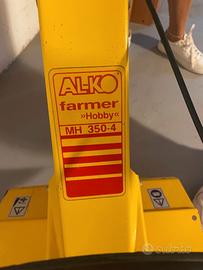 AL-KO
farmer
»Hobby«
MH 350-4
Subito